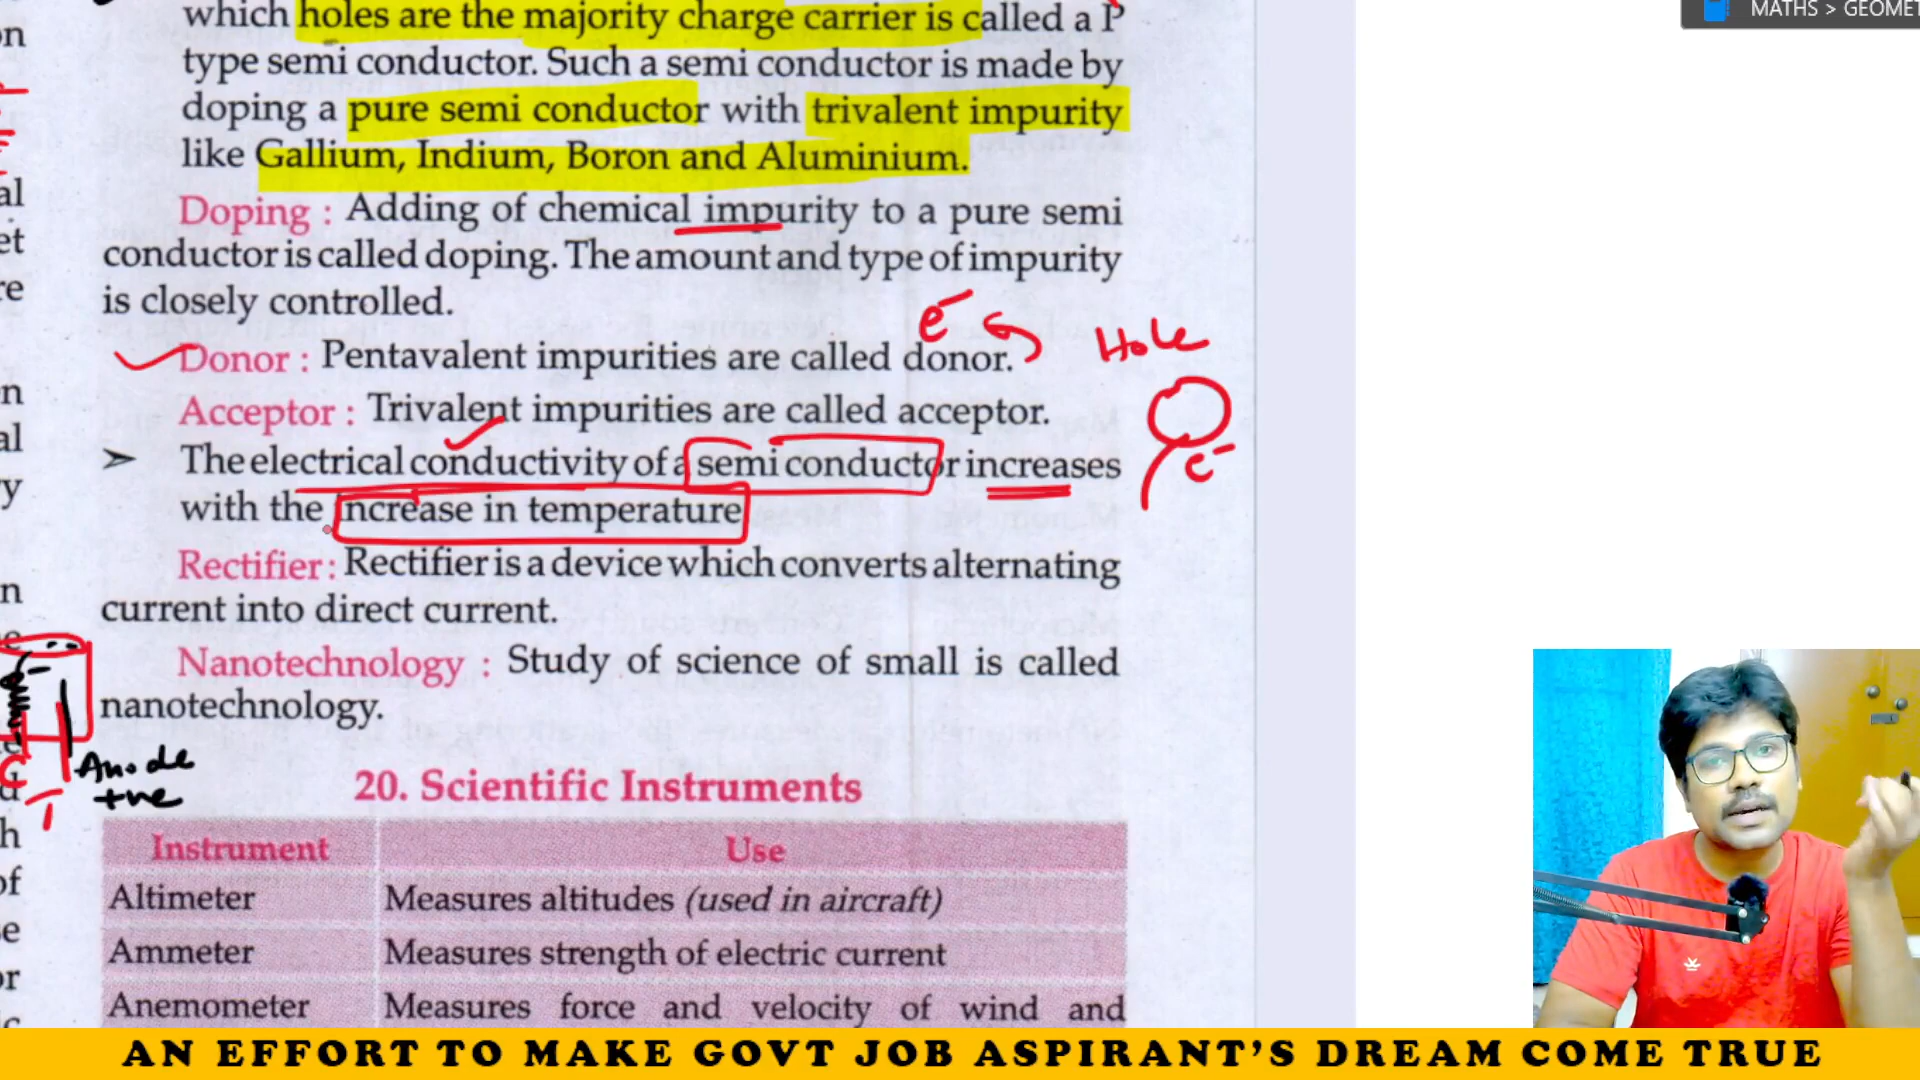 MATHS > GEOMET
which holes are the majority charge carrier is called a P
type semi conductor. Such a semi conductor is made by
doping a pure semi conductor with trivalent impurity
like Gallium, Indium, Boron and Aluminium.
Doping : Adding of chemical impurity to a pure semi
conductor is called doping. The amount and type of impurity
is closely controlled.
e⁻ Hole
Donor : Pentavalent impurities are called donor.
Acceptor : Trivalent impurities are called acceptor.
➤ The electrical conductivity of a semi conductor increases
e⁻
with the increase in temperature
Rectifier : Rectifier is a device which converts alternating
current into direct current.
Nanotechnology : Study of science of small is called
nanotechnology.
Anode
+ve
20. Scientific Instruments
Instrument Use
Altimeter Measures altitudes (used in aircraft)
Ammeter Measures strength of electric current
Anemometer Measures force and velocity of wind and
AN EFFORT TO MAKE GOVT JOB ASPIRANT'S DREAM COME TRUE